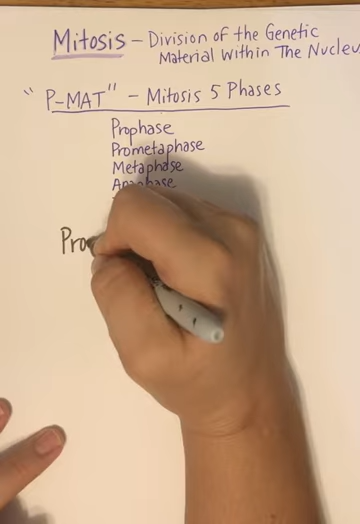 Mitosis – Division of the Genetic
Material Within The Nucleu
"P-MAT" – Mitosis 5 Phases
Prophase
Prometaphase
Metaphase
Anaphase
Pro